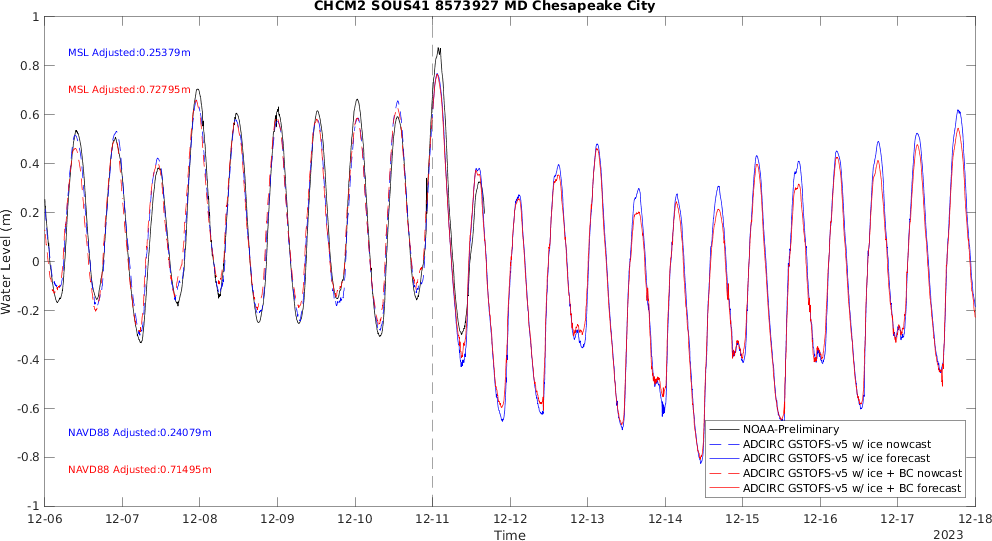 CHCM2 SOUS41 8573927 MD Chesapeake City
1
0.8
0.6
0.4
0.2
0
-0.2
-0.4
-0.6
-0.8
-1
Water Level (m)
MSL Adjusted:0.25379m
MSL Adjusted:0.72795m
NAVD88 Adjusted:0.24079m
NAVD88 Adjusted:0.71495m
NOAA-Preliminary
ADCIRC GSTOFS-v5 w/ ice nowcast
ADCIRC GSTOFS-v5 w/ ice forecast
ADCIRC GSTOFS-v5 w/ ice + BC nowcast
ADCIRC GSTOFS-v5 w/ ice + BC forecast
12-06 12-07 12-08 12-09 12-10 12-11 12-12 12-13 12-14 12-15 12-16 12-17 12-18
Time
2023